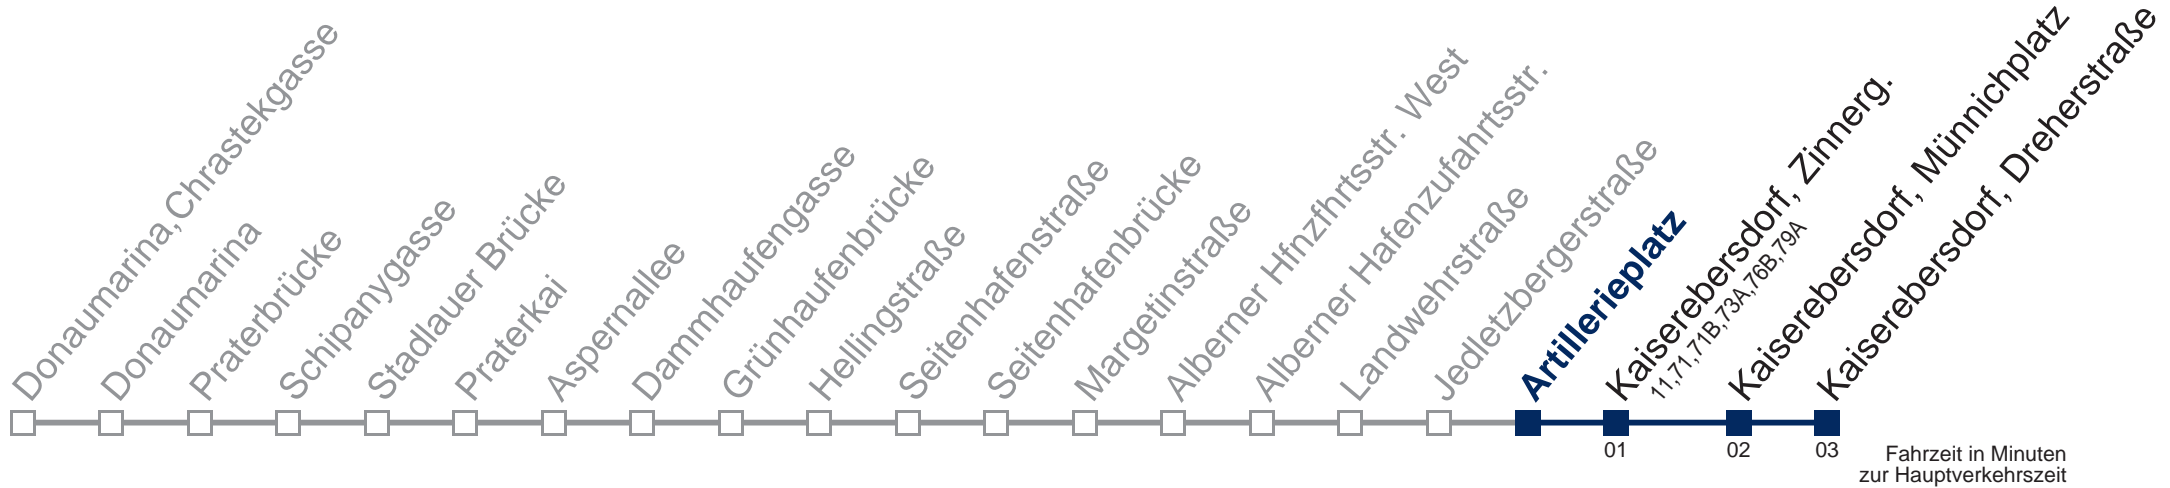 Donaumarina, Chrastekgasse
Donaumarina
Praterbrücke
Schipanygasse
Stadlauer Brücke
Praterkai
Aspernallee
Dammhaufengasse
Grünhaufenbrücke
Hellingstraße
Seitenhafenstraße
Seitenhafenbrücke
Margetinstraße
Alberner Hfnzfhrtsstr. West
Alberner Hafenzufahrtsstr.
Landwehrstraße
Jedletzbergerstraße
Artillerieplatz
Kaiserebersdorf, Zinnerg.
11,71,71B,73A,76B,79A
Kaiserebersdorf, Münnichplatz
Kaiserebersdorf, Dreherstraße
01
02
03
Fahrzeit in Minuten
zur Hauptverkehrszeit